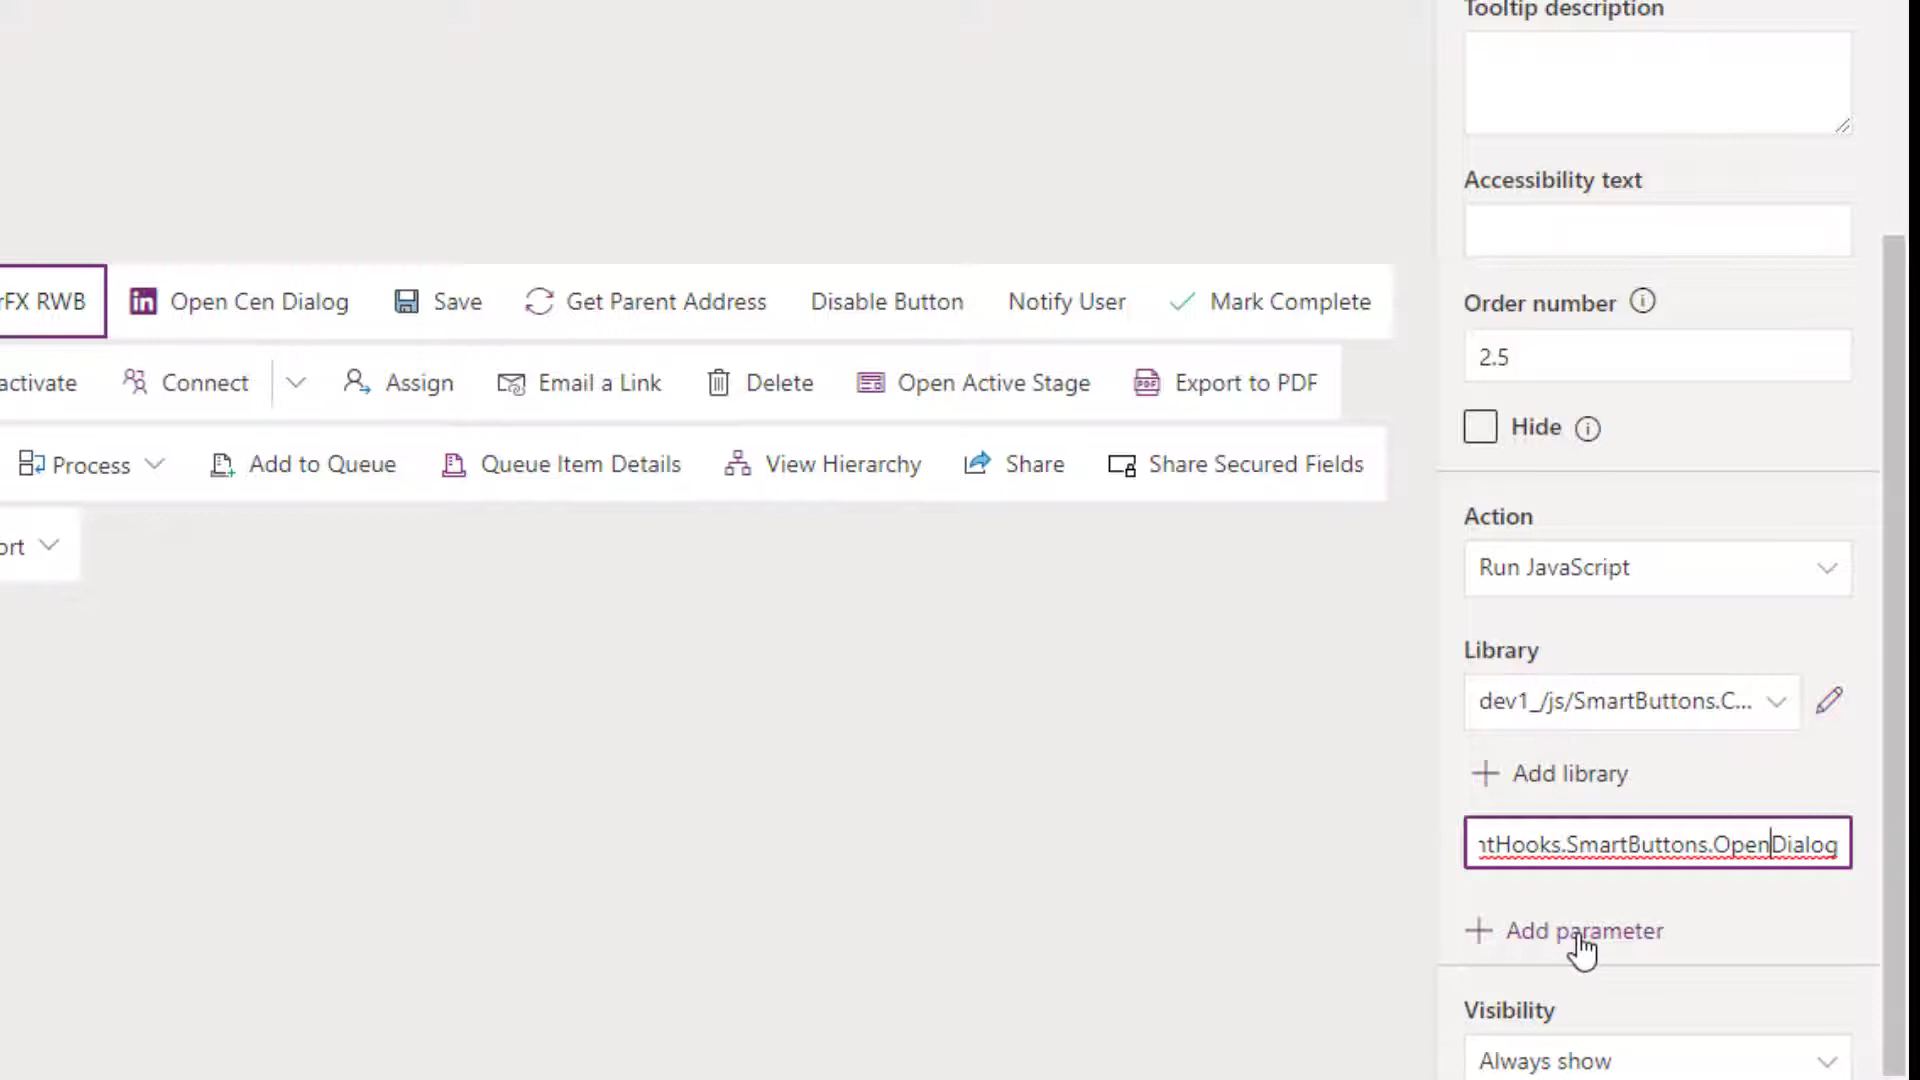 Tooltip description
Accessibility text
Order number
2.5
Hide
rFX RWB Open Cen Dialog Save Get Parent Address Disable Button Notify User Mark Complete
activate Connect Assign Email a Link Delete Open Active Stage PDF Export to PDF
Process Add to Queue Queue Item Details View Hierarchy Share Share Secured Fields
ort
Action
Run JavaScript
Library
dev1_/js/SmartButtons.C...
Add library
ntHooks.SmartButtons.OpenDialog
Add parameter
Visibility
Always show